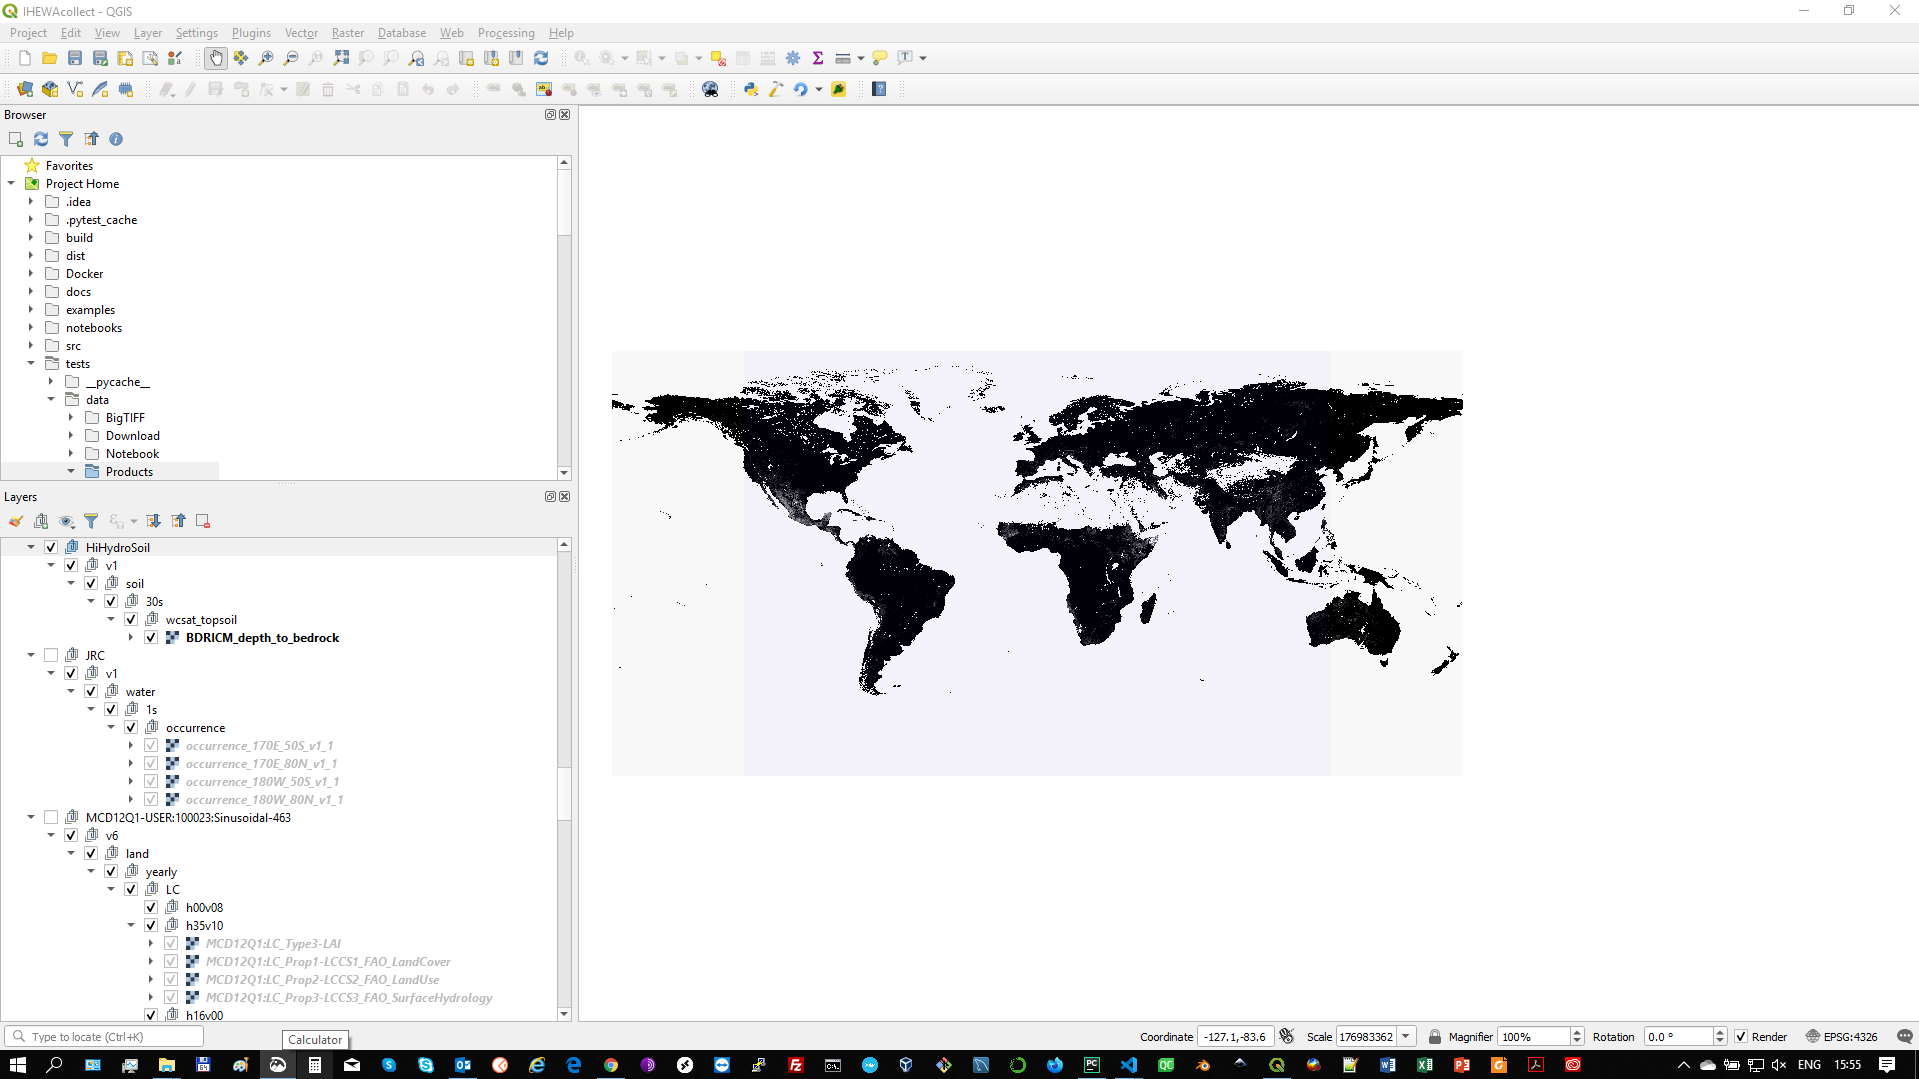 IHEWAcollect - QGIS
Project Edit View Layer Settings Plugins Vector Raster Database Web Processing Help
Browser
Favorites
Project Home
.idea
.pytest_cache
build
dist
Docker
docs
examples
notebooks
src
tests
__pycache__
data
BigTIFF
Download
Notebook
Products
Layers
HiHydroSoil
v1
soil
30s
wcsat_topsoil
BDRICM_depth_to_bedrock
JRC
v1
water
1s
occurrence
occurrence_170E_50S_v1_1
occurrence_170E_80N_v1_1
occurrence_180W_50S_v1_1
occurrence_180W_80N_v1_1
MCD12Q1-USER:100023:Sinusoidal-463
v6
land
yearly
LC
h00v08
h35v10
MCD12Q1:LC_Type3-LAI
MCD12Q1:LC_Prop1-LCCS1_FAO_LandCover
MCD12Q1:LC_Prop2-LCCS2_FAO_LandUse
MCD12Q1:LC_Prop3-LCCS3_FAO_SurfaceHydrology
h16v00
Type to locate (Ctrl+K) Coordinate -127.1,-83.6 Scale 176983362 Magnifier 100% Rotation 0.0 ° Render EPSG:4326
Calculator
ENG 15:55